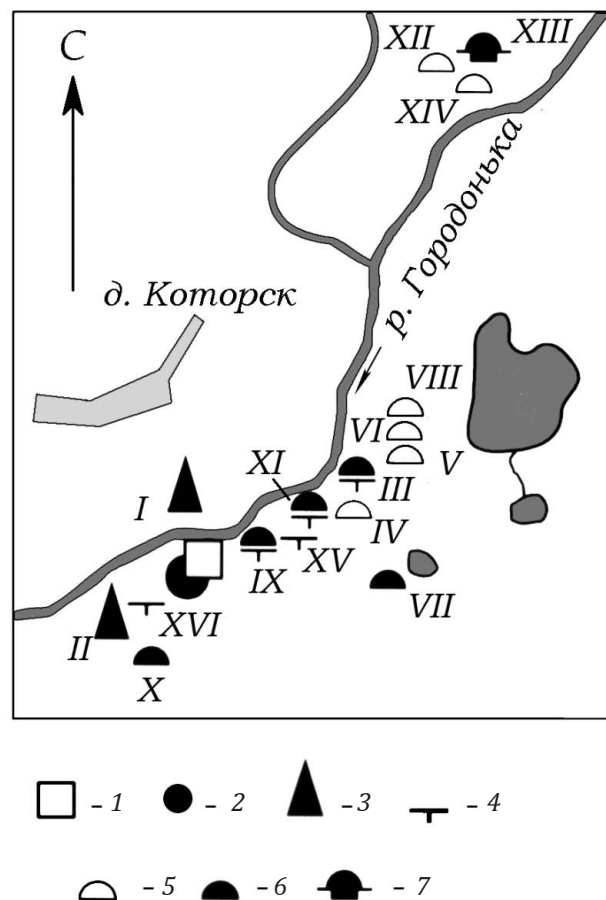 XII
XIII
С
XIV
р. Городонька
д. Которск
VIII
VI
XI
V
I
III
IV
XV
IX
VII
XVI
II
X
– 1
– 2
– 3
– 4
– 5
– 6
– 7